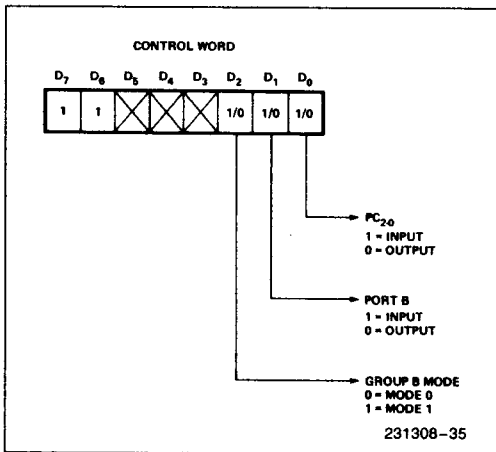 CONTROL WORD
D7 D6 D5 D4 D3 D2 D1 D0
1 1 1/0 1/0 1/0
PC2-0
1 = INPUT
0 = OUTPUT
PORT B
1 = INPUT
0 = OUTPUT
GROUP B MODE
0 = MODE 0
1 = MODE 1
231308-35